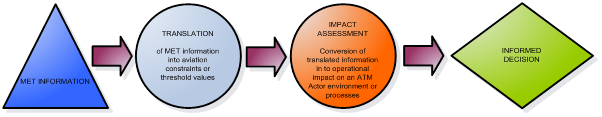 MET INFORMATION
TRANSLATION
of MET information
into aviation
constraints or
threshold values
IMPACT
ASSESSMENT
Conversion of
translated information
in to operational
impact on an ATM
Actor environment or
processes
INFORMED
DECISION